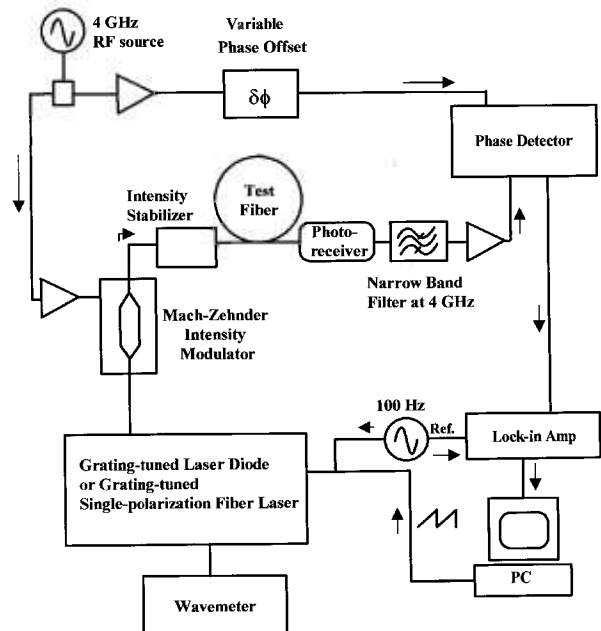 4 GHz
RF source
Variable
Phase Offset
δϕ
Phase Detector
Intensity
Stabilizer
Test
Fiber
Photo-
receiver
Narrow Band
Filter at 4 GHz
Mach-Zehnder
Intensity
Modulator
100 Hz
Ref.
Lock-in Amp
Grating-tuned Laser Diode
or Grating-tuned
Single-polarization Fiber Laser
PC
Wavemeter